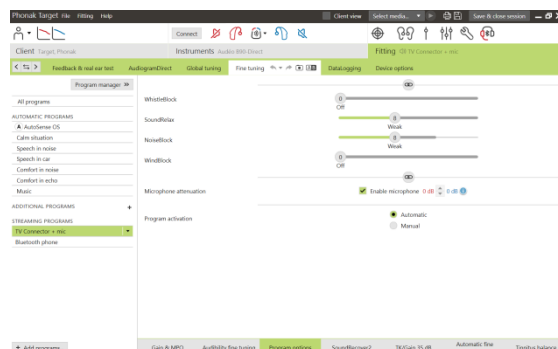 Phonak Target File Fitting Help Client view Select media... Save & close session
Connect
Client Target, Phonak Instruments Audéo B90-Direct Fitting TV Connector + mic
Feedback & real ear test AudiogramDirect Global tuning Fine tuning DataLogging Device options
Program manager
All programs
WhistleBlock 0
Off
AUTOMATIC PROGRAMS
A AutoSense OS
SoundRelax 8
Weak
Calm situation
Speech in noise
NoiseBlock 8
Weak
Speech in car
Comfort in noise
WindBlock 0
Off
Comfort in echo
Music
Microphone attenuation Enable microphone 0 dB 0 dB
ADDITIONAL PROGRAMS +
STREAMING PROGRAMS
Program activation Automatic
Manual
TV Connector + mic
Bluetooth phone
+ Add programs Gain & MPO Audibility fine tuning Program options SoundRecover2 TK/Gain 35 dB Automatic fine Tinnitus balance